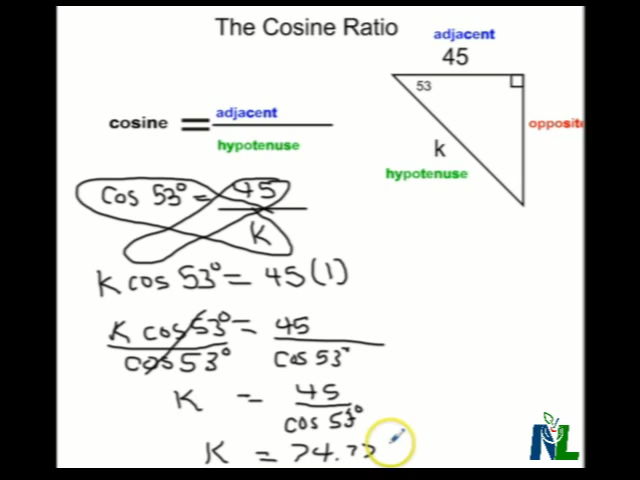 The Cosine Ratio
adjacent
45
53
cosine = adjacent
hypotenuse
opposite
k
hypotenuse
cos 53° = 45
K
K cos 53° = 45(1)
K cos 53° = 45
cos 53° cos 53°
K = 45
cos 53°
K = 74.77
NL